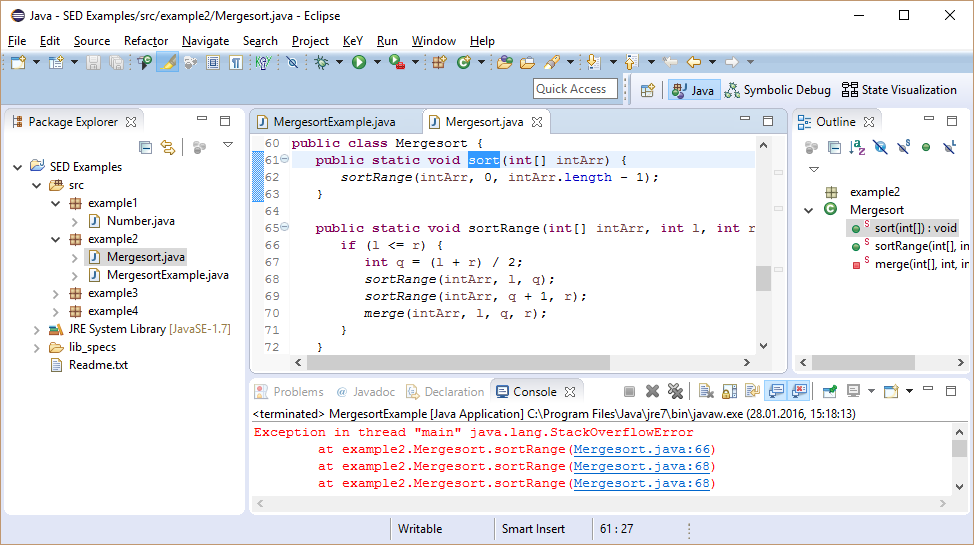 Java - SED Examples/src/example2/Mergesort.java - Eclipse
File Edit Source Refactor Navigate Search Project KeY Run Window Help
Quick Access
Java Symbolic Debug State Visualization
Package Explorer
SED Examples
src
example1
Number.java
example2
Mergesort.java
MergesortExample.java
example3
example4
JRE System Library [JavaSE-1.7]
lib_specs
Readme.txt
MergesortExample.java Mergesort.java
60 public class Mergesort {
61 public static void sort(int[] intArr) {
62 sortRange(intArr, 0, intArr.length - 1);
63 }
64
65 public static void sortRange(int[] intArr, int l, int r
66 if (l <= r) {
67 int q = (l + r) / 2;
68 sortRange(intArr, l, q);
69 sortRange(intArr, q + 1, r);
70 merge(intArr, l, q, r);
71 }
72 }
Outline
example2
Mergesort
sort(int[]) : void
sortRange(int[], in
merge(int[], int, in
Problems @ Javadoc Declaration Console
<terminated> MergesortExample [Java Application] C:\Program Files\Java\jre7\bin\javaw.exe (28.01.2016, 15:18:13)
Exception in thread "main" java.lang.StackOverflowError
at example2.Mergesort.sortRange(Mergesort.java:66)
at example2.Mergesort.sortRange(Mergesort.java:68)
at example2.Mergesort.sortRange(Mergesort.java:68)
Writable Smart Insert 61 : 27